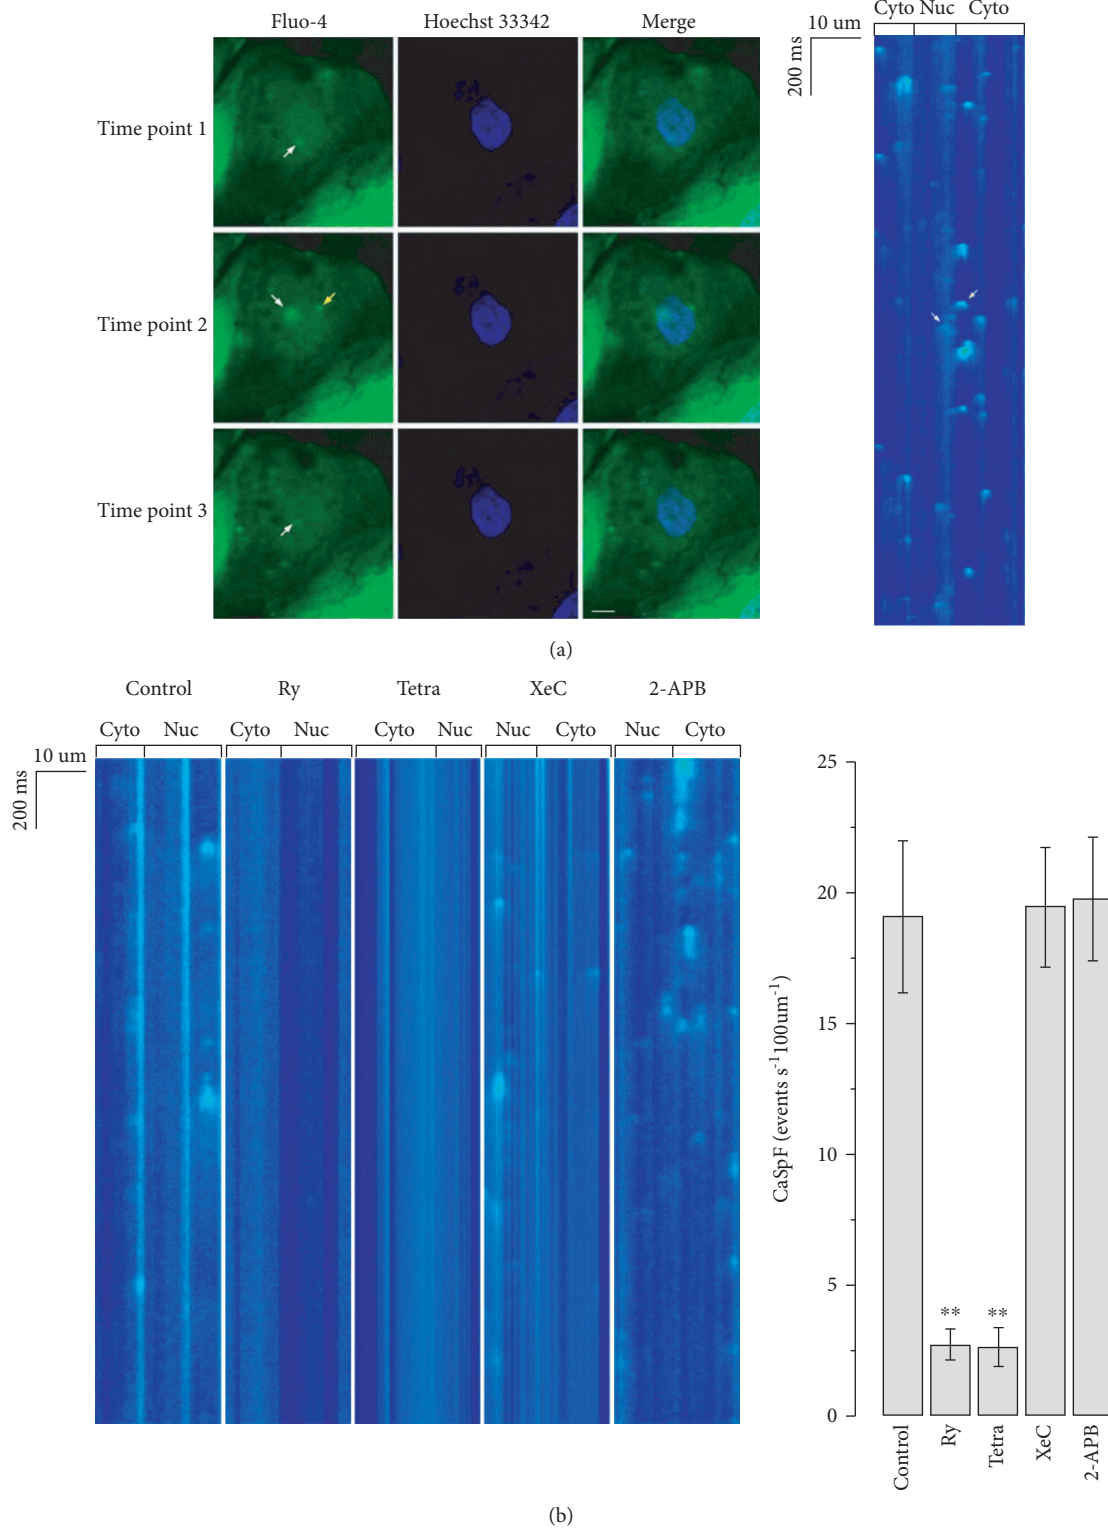 Fluo-4 Hoechst 33342 Merge
Time point 1
Time point 2
Time point 3
10 um
200 ms
Cyto Nuc Cyto
(a)
Control Ry Tetra XeC 2-APB
Cyto Nuc Cyto Nuc Cyto Nuc Nuc Cyto Nuc Cyto
10 um
200 ms
CaSpF (events s⁻¹100um⁻¹)
25
20
15
10
5
0
** **
Control Ry Tetra XeC 2-APB
(b)